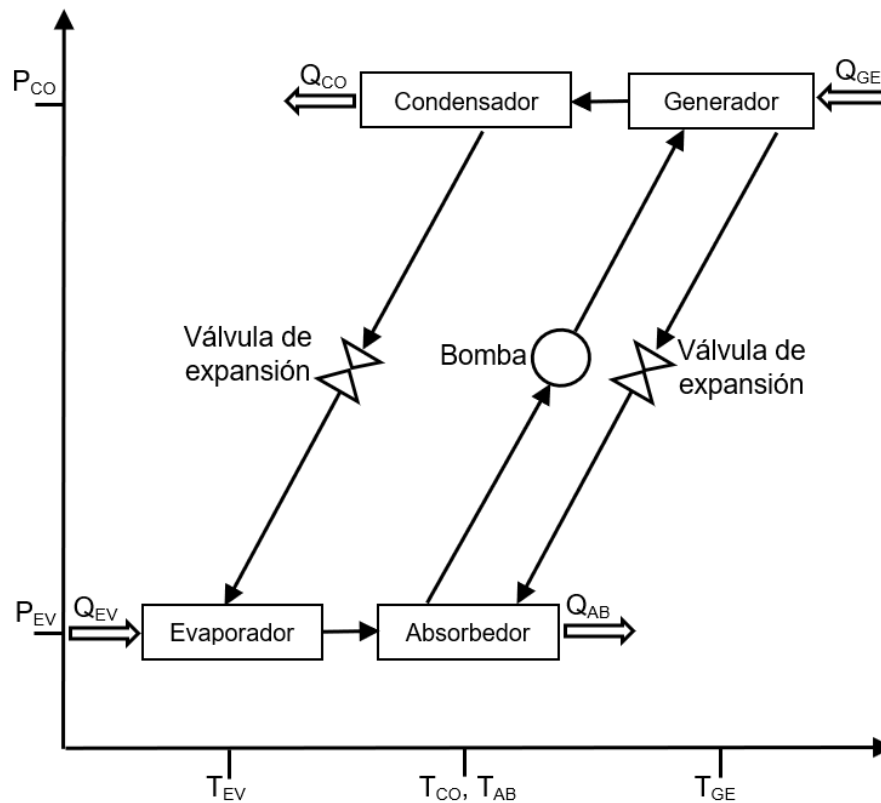 P_CO
Q_CO
Condensador
Generador
Q_GE
Válvula de
expansión
Bomba
Válvula de
expansión
P_EV
Q_EV
Evaporador
Absorbedor
Q_AB
T_EV
T_CO, T_AB
T_GE